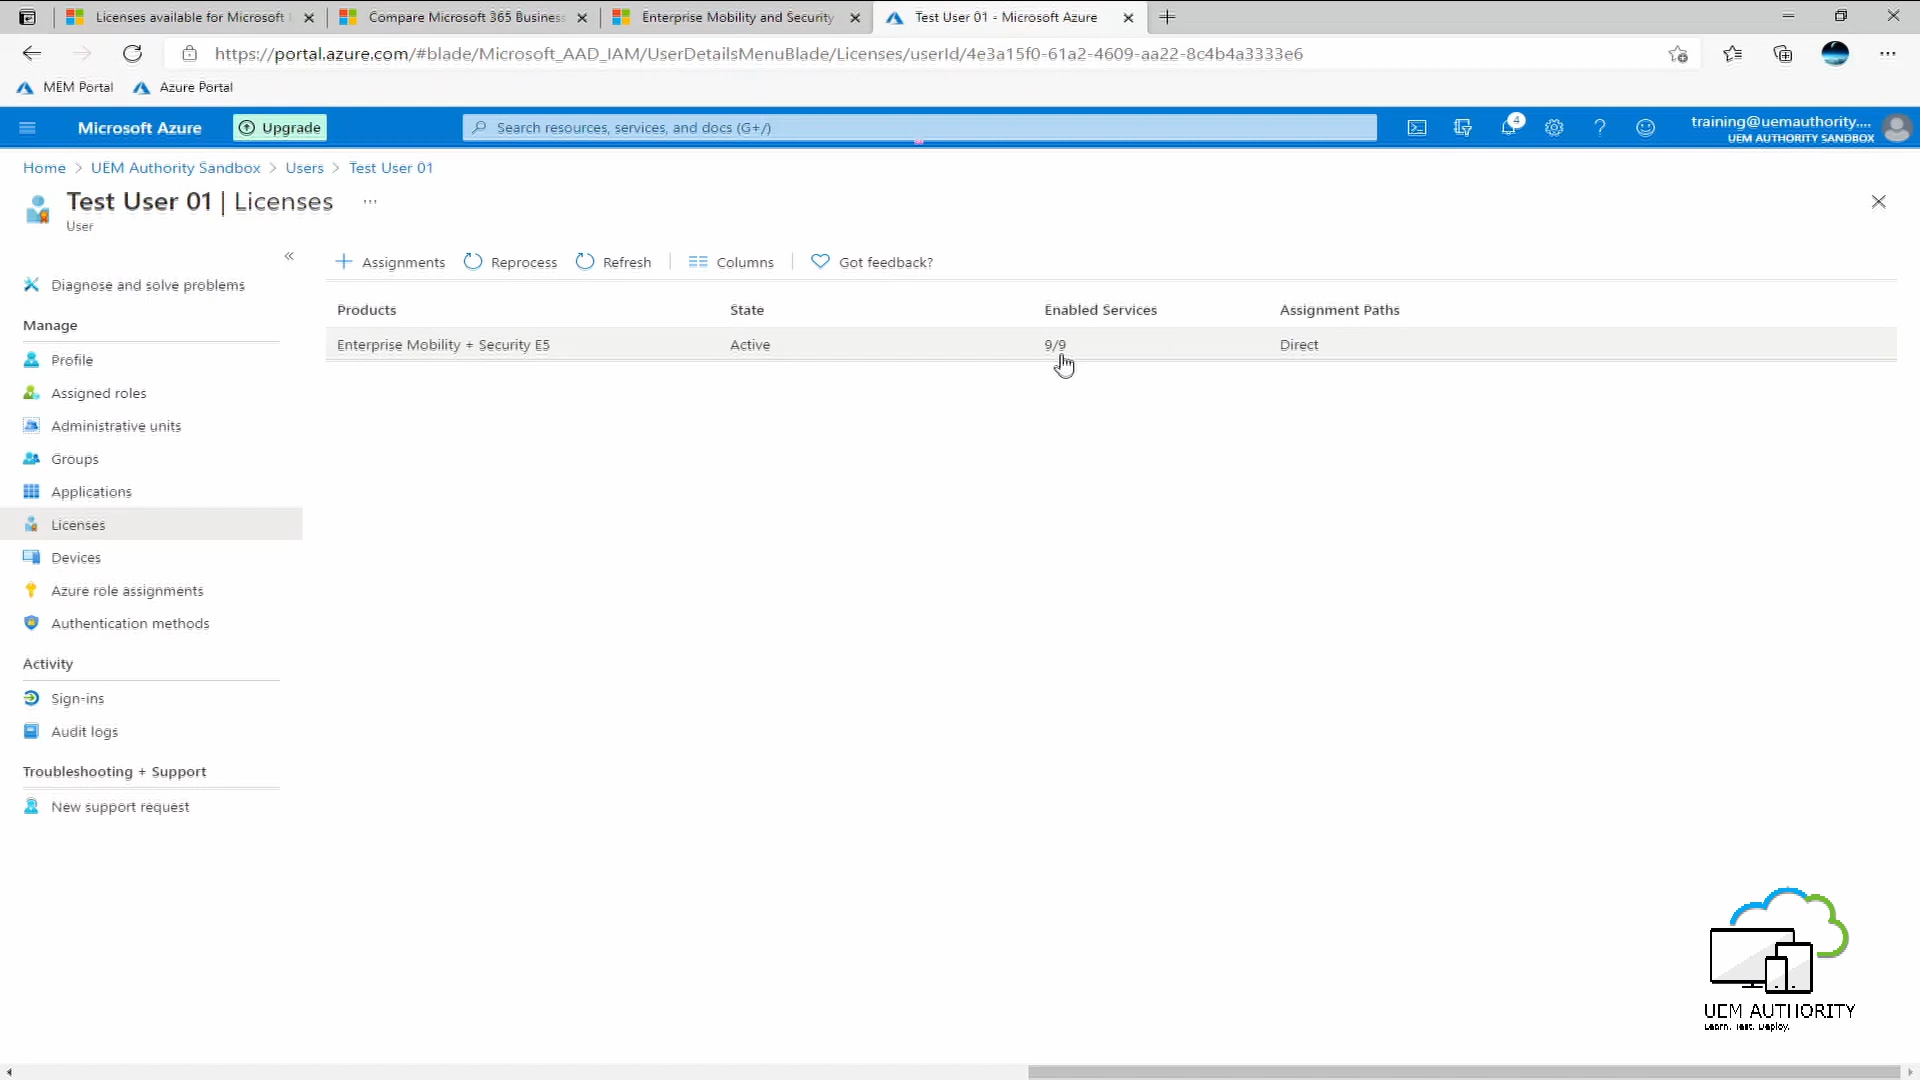 Licenses available for Microsoft
Compare Microsoft 365 Business
Enterprise Mobility and Security
Test User 01 - Microsoft Azure
https://portal.azure.com/#blade/Microsoft_AAD_IAM/UserDetailsMenuBlade/Licenses/userId/4e3a15f0-61a2-4609-aa22-8c4b4a3333e6
MEM Portal
Azure Portal
Microsoft Azure
Upgrade
Search resources, services, and docs (G+/)
4
training@uemauthority....
UEM AUTHORITY SANDBOX
Home > UEM Authority Sandbox > Users > Test User 01
Test User 01 | Licenses ...
User
«
Assignments
Reprocess
Refresh
Columns
Got feedback?
Diagnose and solve problems
Manage
Profile
Assigned roles
Administrative units
Groups
Applications
Licenses
Devices
Azure role assignments
Authentication methods
Activity
Sign-ins
Audit logs
Troubleshooting + Support
New support request
Products State Enabled Services Assignment Paths
Enterprise Mobility + Security E5 Active 9/9 Direct
UEM AUTHORITY
Learn. Test. Deploy.